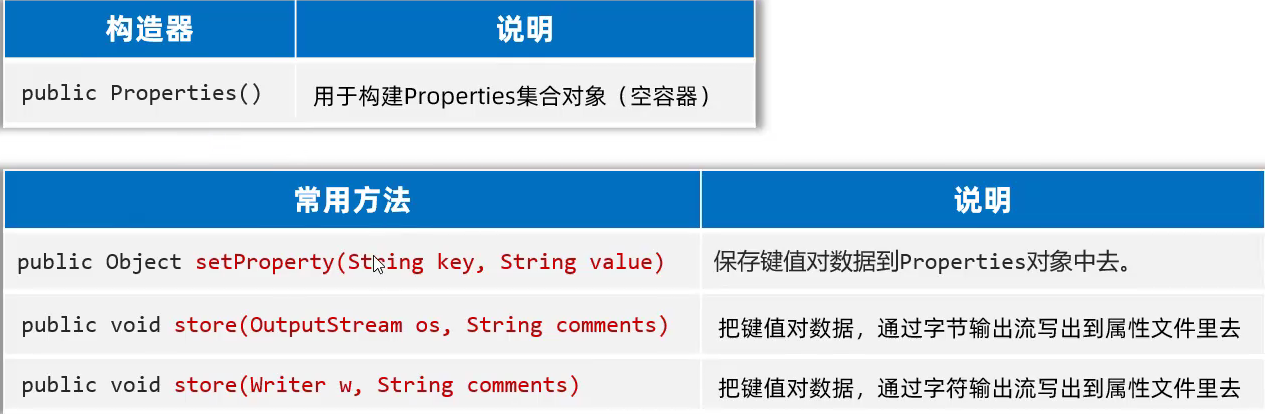 构造器 说明
public Properties() 用于构建Properties集合对象（空容器）
常用方法 说明
public Object setProperty(String key, String value) 保存键值对数据到Properties对象中去。
public void store(OutputStream os, String comments) 把键值对数据，通过字节输出流写出到属性文件里去
public void store(Writer w, String comments) 把键值对数据，通过字符输出流写出到属性文件里去